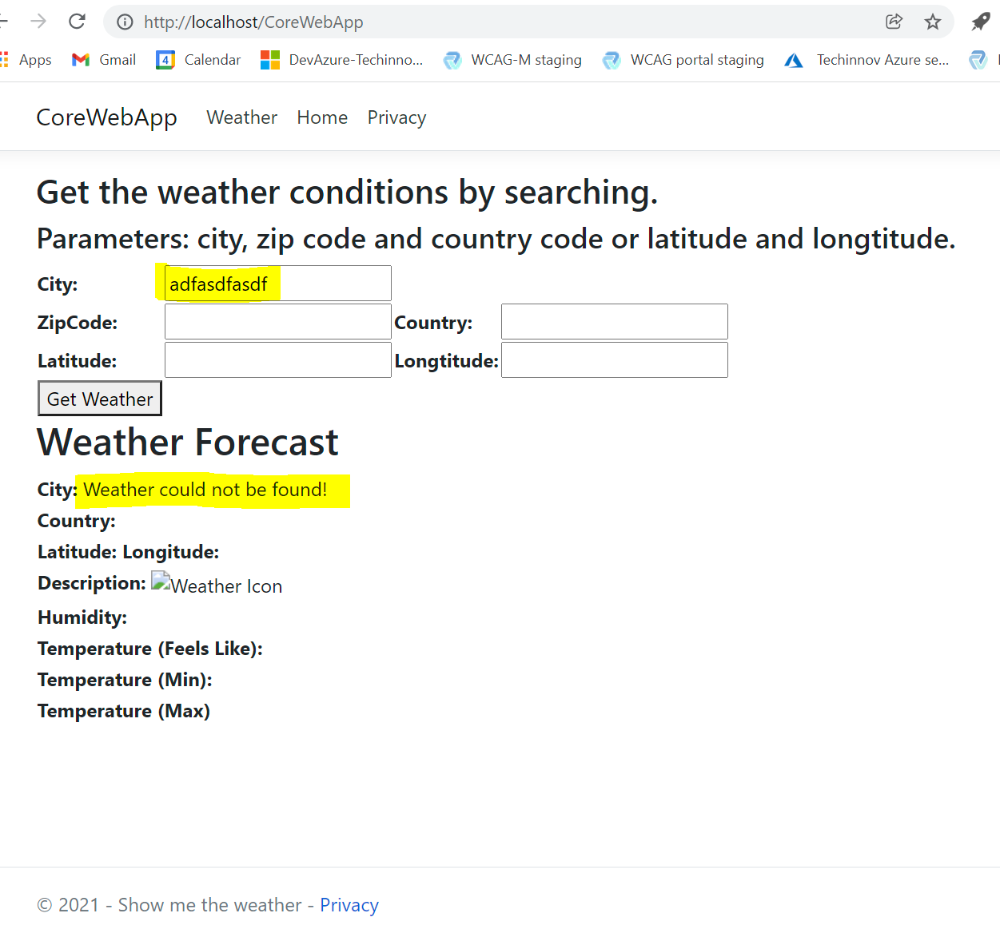 http://localhost/CoreWebApp
Apps Gmail 4 Calendar DevAzure-Techinno... WCAG-M staging WCAG portal staging Techinnov Azure se...
CoreWebApp Weather Home Privacy
Get the weather conditions by searching.
Parameters: city, zip code and country code or latitude and longtitude.
City: adfasdfasdf
ZipCode: Country:
Latitude: Longtitude:
Get Weather
Weather Forecast
City: Weather could not be found!
Country:
Latitude: Longitude:
Description: Weather Icon
Humidity:
Temperature (Feels Like):
Temperature (Min):
Temperature (Max)
© 2021 - Show me the weather - Privacy